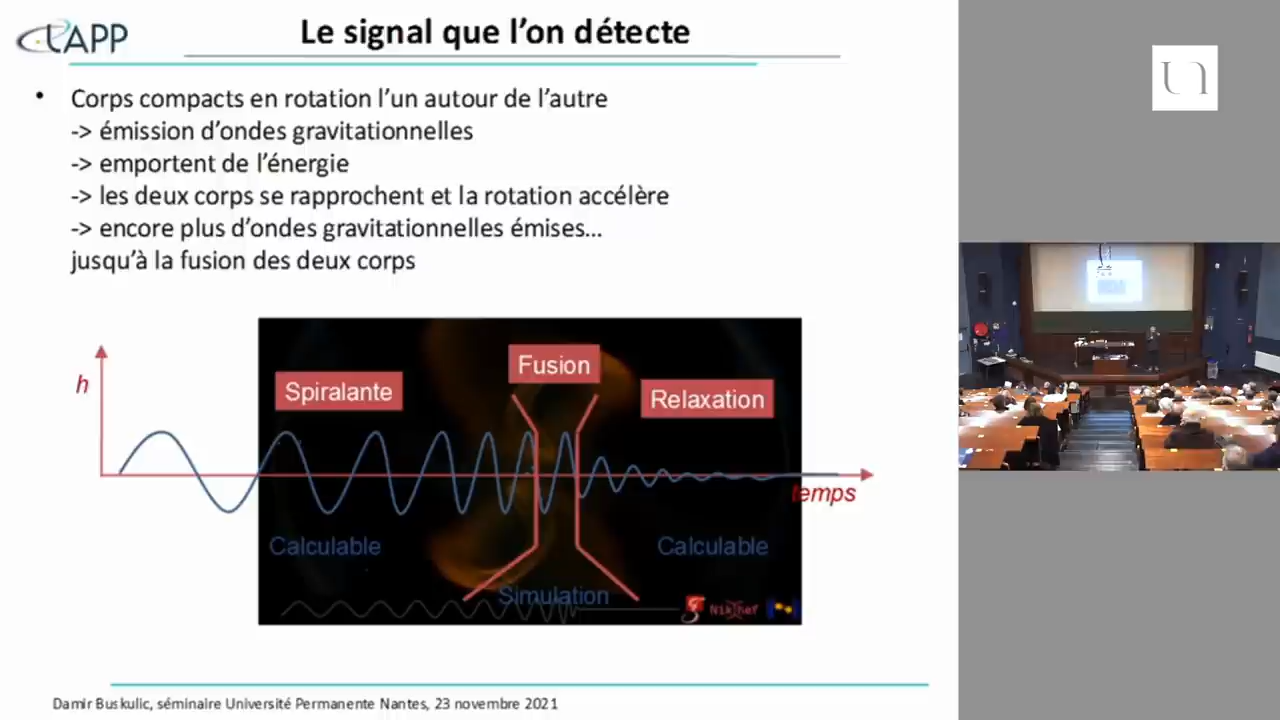 LAPP
Le signal que l’on détecte
• Corps compacts en rotation l’un autour de l’autre
-> émission d’ondes gravitationnelles
-> emportent de l’énergie
-> les deux corps se rapprochent et la rotation accélère
-> encore plus d’ondes gravitationnelles émises...
jusqu’à la fusion des deux corps
h
Spiralante
Fusion
Relaxation
temps
Calculable
Calculable
Simulation
Nikhef
Damir Buskulic, séminaire Université Permanente Nantes, 23 novembre 2021